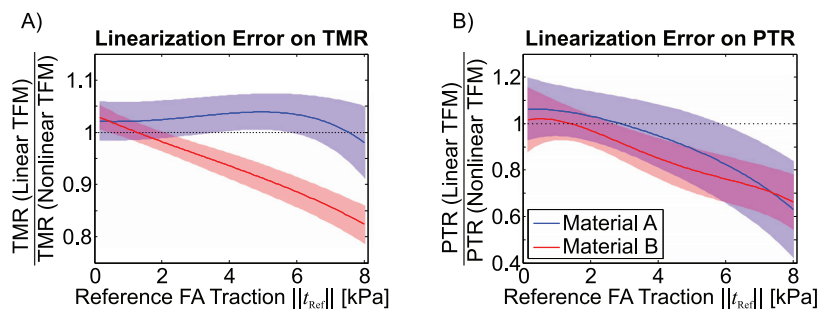 A)
Linearization Error on TMR
TMR (Linear TFM)
TMR (Nonlinear TFM)
1.1
1
0.9
0.8
0 2 4 6 8
Reference FA Traction ||t_Ref|| [kPa]
B)
Linearization Error on PTR
PTR (Linear TFM)
PTR (Nonlinear TFM)
1.2
1
0.8
0.6
0.4
Material A
Material B
0 2 4 6 8
Reference FA Traction ||t_Ref|| [kPa]